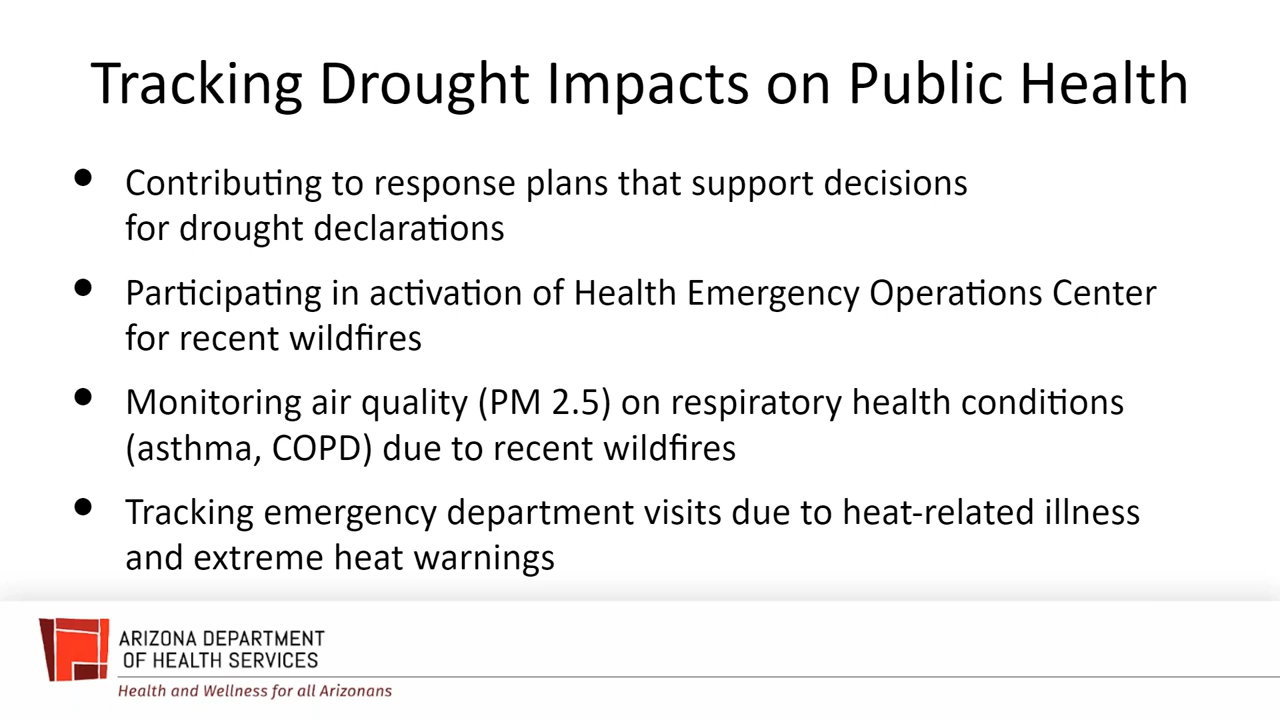 Tracking Drought Impacts on Public Health
• Contributing to response plans that support decisions
for drought declarations
• Participating in activation of Health Emergency Operations Center
for recent wildfires
• Monitoring air quality (PM 2.5) on respiratory health conditions
(asthma, COPD) due to recent wildfires
• Tracking emergency department visits due to heat-related illness
and extreme heat warnings
ARIZONA DEPARTMENT
OF HEALTH SERVICES
Health and Wellness for all Arizonans